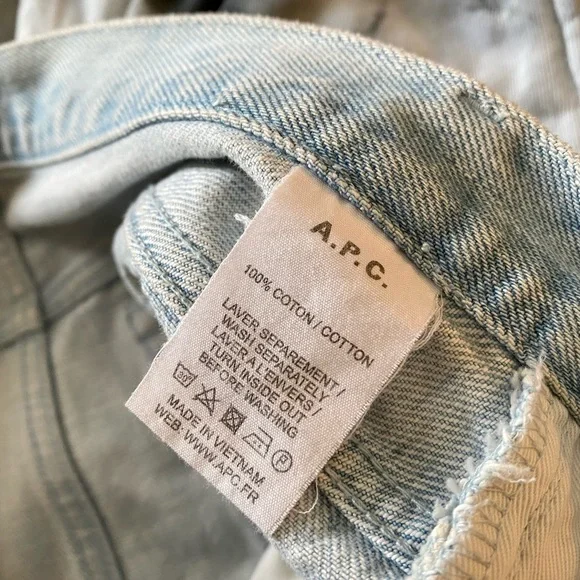 A.P.C.
100% COTON / COTTON
LAVER SEPAREMENT/
WASH SEPARATELY
LAVER A L'ENVERS/
TURN INSIDE OUT
BEFORE WASHING
30° P
MADE IN VIETNAM
WEB: WWW.APC.FR